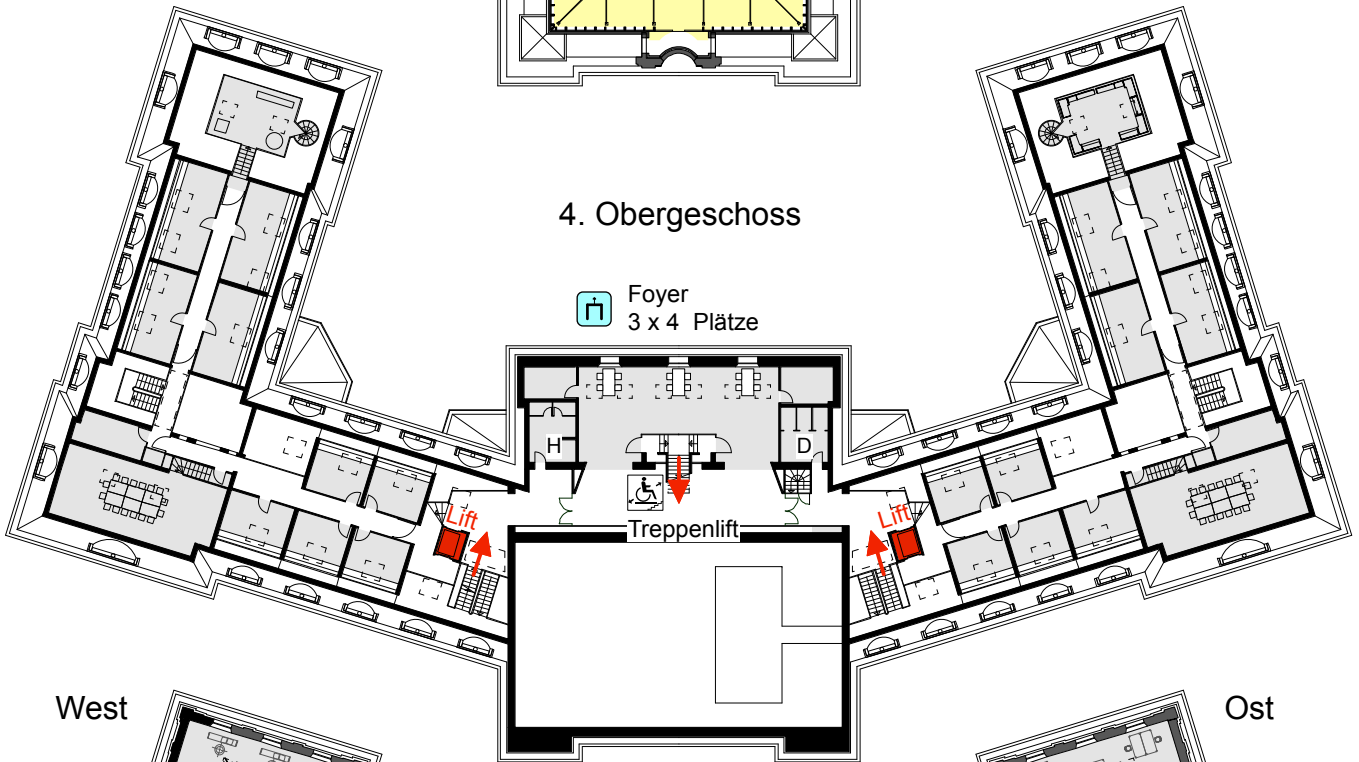 4. Obergeschoss
Foyer
3 x 4 Plätze
H
D
Lift
Lift
Treppenlift
West
Ost